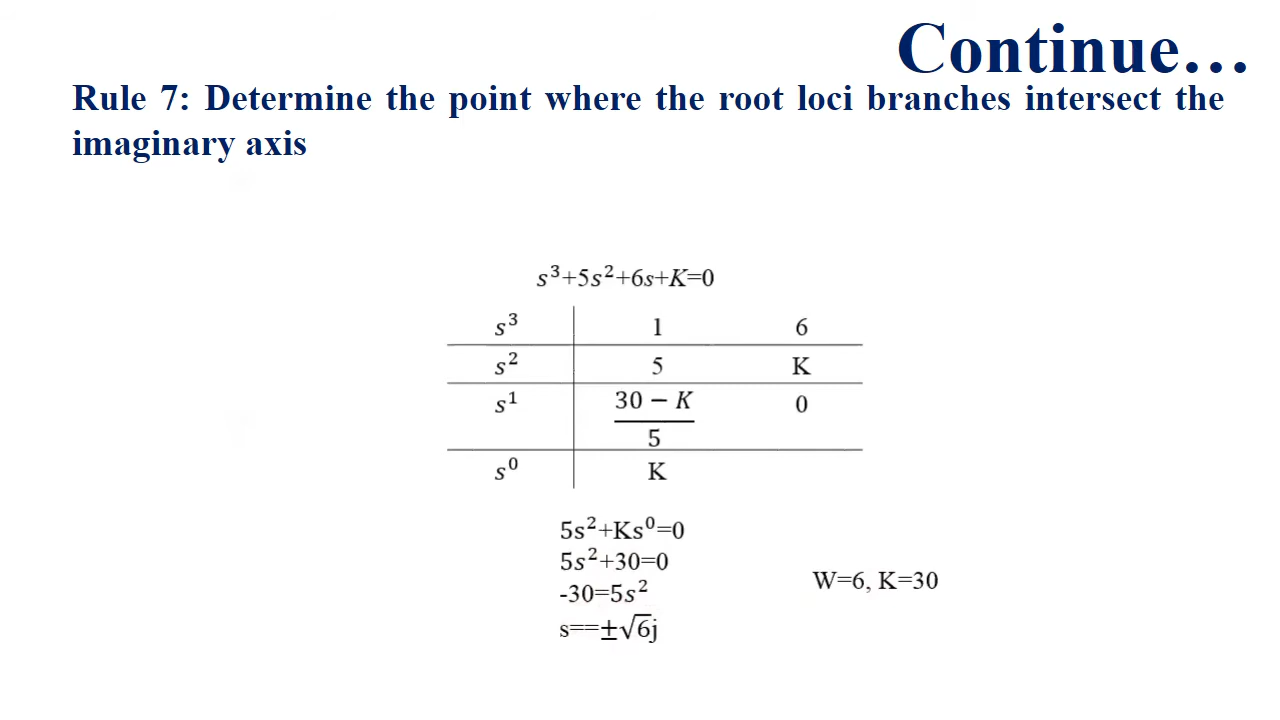 Continue…
Rule 7: Determine the point where the root loci branches intersect the
imaginary axis
s³+5s²+6s+K=0
s³ 1 6
s² 5 K
s¹ 30 − K 0
5
s⁰ K
5s²+Ks⁰=0
5s²+30=0
-30=5s²
W=6, K=30
s==±√6j